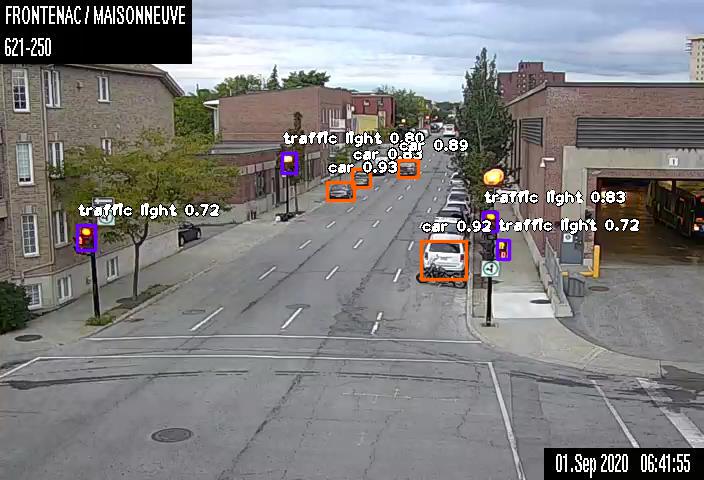 FRONTENAC / MAISONNEUVE
621-250
traffic light 0.80
car 0.89
car 0.83
car 0.93
traffic light 0.72
traffic light 0.83
car 0.92
traffic light 0.72
1
01.Sep 2020 06:41:55